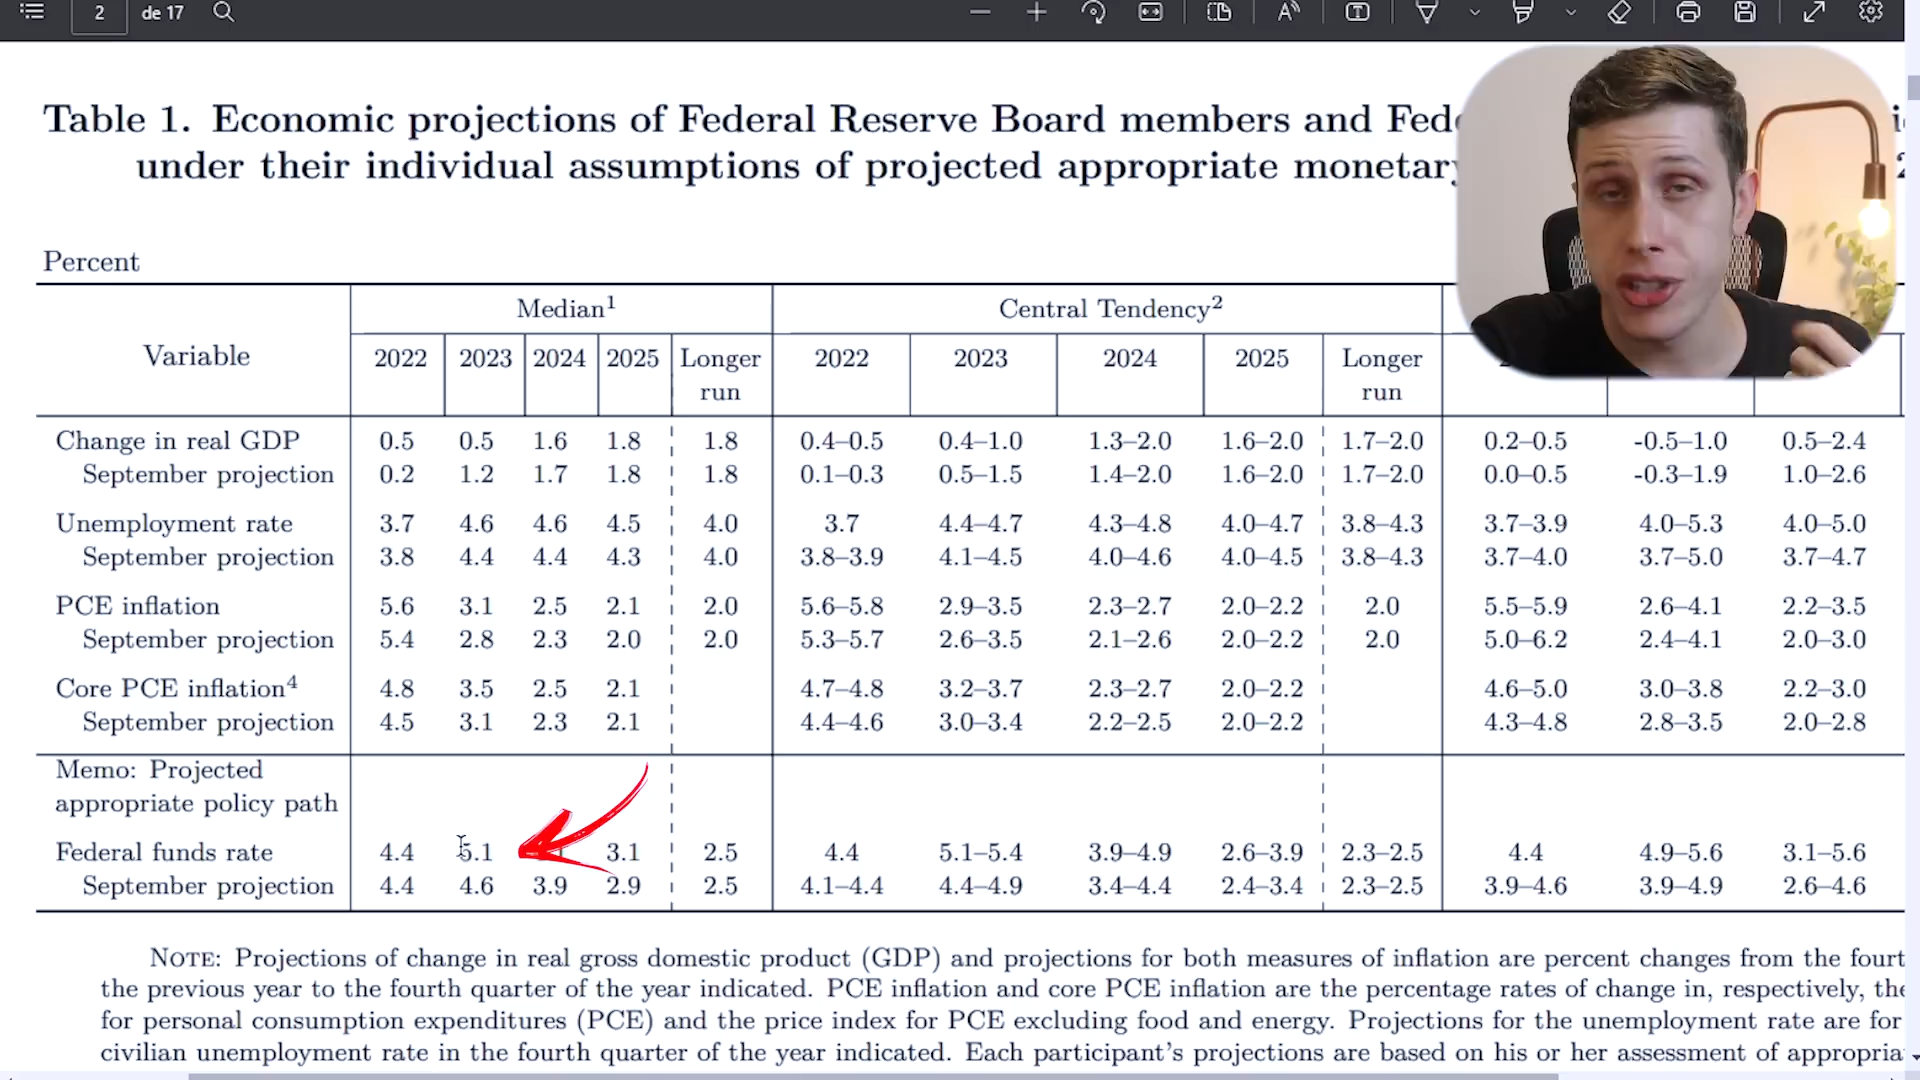 2 de 17
Table 1. Economic projections of Federal Reserve Board members and
under their individual assumptions of projected appropriate monetary
Percent
Variable Median1 Central Tendency2
2022 2023 2024 2025 Longer run 2022 2023 2024 2025 Longer run
Change in real GDP 0.5 0.5 1.6 1.8 1.8 0.4–0.5 0.4–1.0 1.3–2.0 1.6–2.0 1.7–2.0 0.2–0.5 -0.5–1.0 0.5–2.4
September projection 0.2 1.2 1.7 1.8 1.8 0.1–0.3 0.5–1.5 1.4–2.0 1.6–2.0 1.7–2.0 0.0–0.5 -0.3–1.9 1.0–2.6
Unemployment rate 3.7 4.6 4.6 4.5 4.0 3.7 4.4–4.7 4.3–4.8 4.0–4.7 3.8–4.3 3.7–3.9 4.0–5.3 4.0–5.0
September projection 3.8 4.4 4.4 4.3 4.0 3.8–3.9 4.1–4.5 4.0–4.6 4.0–4.5 3.8–4.3 3.7–4.0 3.7–5.0 3.7–4.7
PCE inflation 5.6 3.1 2.5 2.1 2.0 5.6–5.8 2.9–3.5 2.3–2.7 2.0–2.2 2.0 5.5–5.9 2.6–4.1 2.2–3.5
September projection 5.4 2.8 2.3 2.0 2.0 5.3–5.7 2.6–3.5 2.1–2.6 2.0–2.2 2.0 5.0–6.2 2.4–4.1 2.0–3.0
Core PCE inflation4 4.8 3.5 2.5 2.1 4.7–4.8 3.2–3.7 2.3–2.7 2.0–2.2 4.6–5.0 3.0–3.8 2.2–3.0
September projection 4.5 3.1 2.3 2.1 4.4–4.6 3.0–3.4 2.2–2.5 2.0–2.2 4.3–4.8 2.8–3.5 2.0–2.8
Memo: Projected
appropriate policy path
Federal funds rate 4.4 5.1 3.1 2.5 4.4 5.1–5.4 3.9–4.9 2.6–3.9 2.3–2.5 4.4 4.9–5.6 3.1–5.6
September projection 4.4 4.6 3.9 2.9 2.5 4.1–4.4 4.4–4.9 3.4–4.4 2.4–3.4 2.3–2.5 3.9–4.6 3.9–4.9 2.6–4.6
NOTE: Projections of change in real gross domestic product (GDP) and projections for both measures of inflation are percent changes from the fourt
the previous year to the fourth quarter of the year indicated. PCE inflation and core PCE inflation are the percentage rates of change in, respectively, the
for personal consumption expenditures (PCE) and the price index for PCE excluding food and energy. Projections for the unemployment rate are for
civilian unemployment rate in the fourth quarter of the year indicated. Each participant's projections are based on his or her assessment of appropria